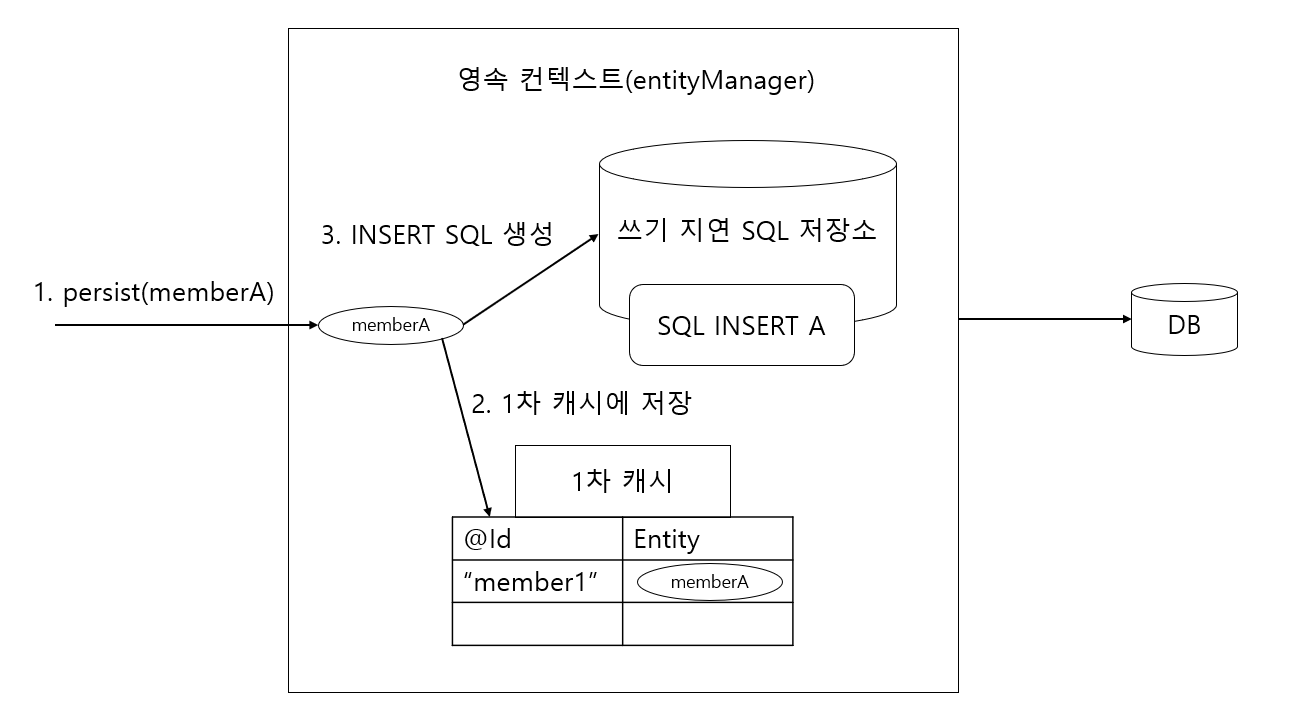 영속 컨텍스트(entityManager)
쓰기 지연 SQL 저장소
3. INSERT SQL 생성
1. persist(memberA)
memberA
SQL INSERT A
DB
2. 1차 캐시에 저장
1차 캐시
@Id Entity
“member1” memberA